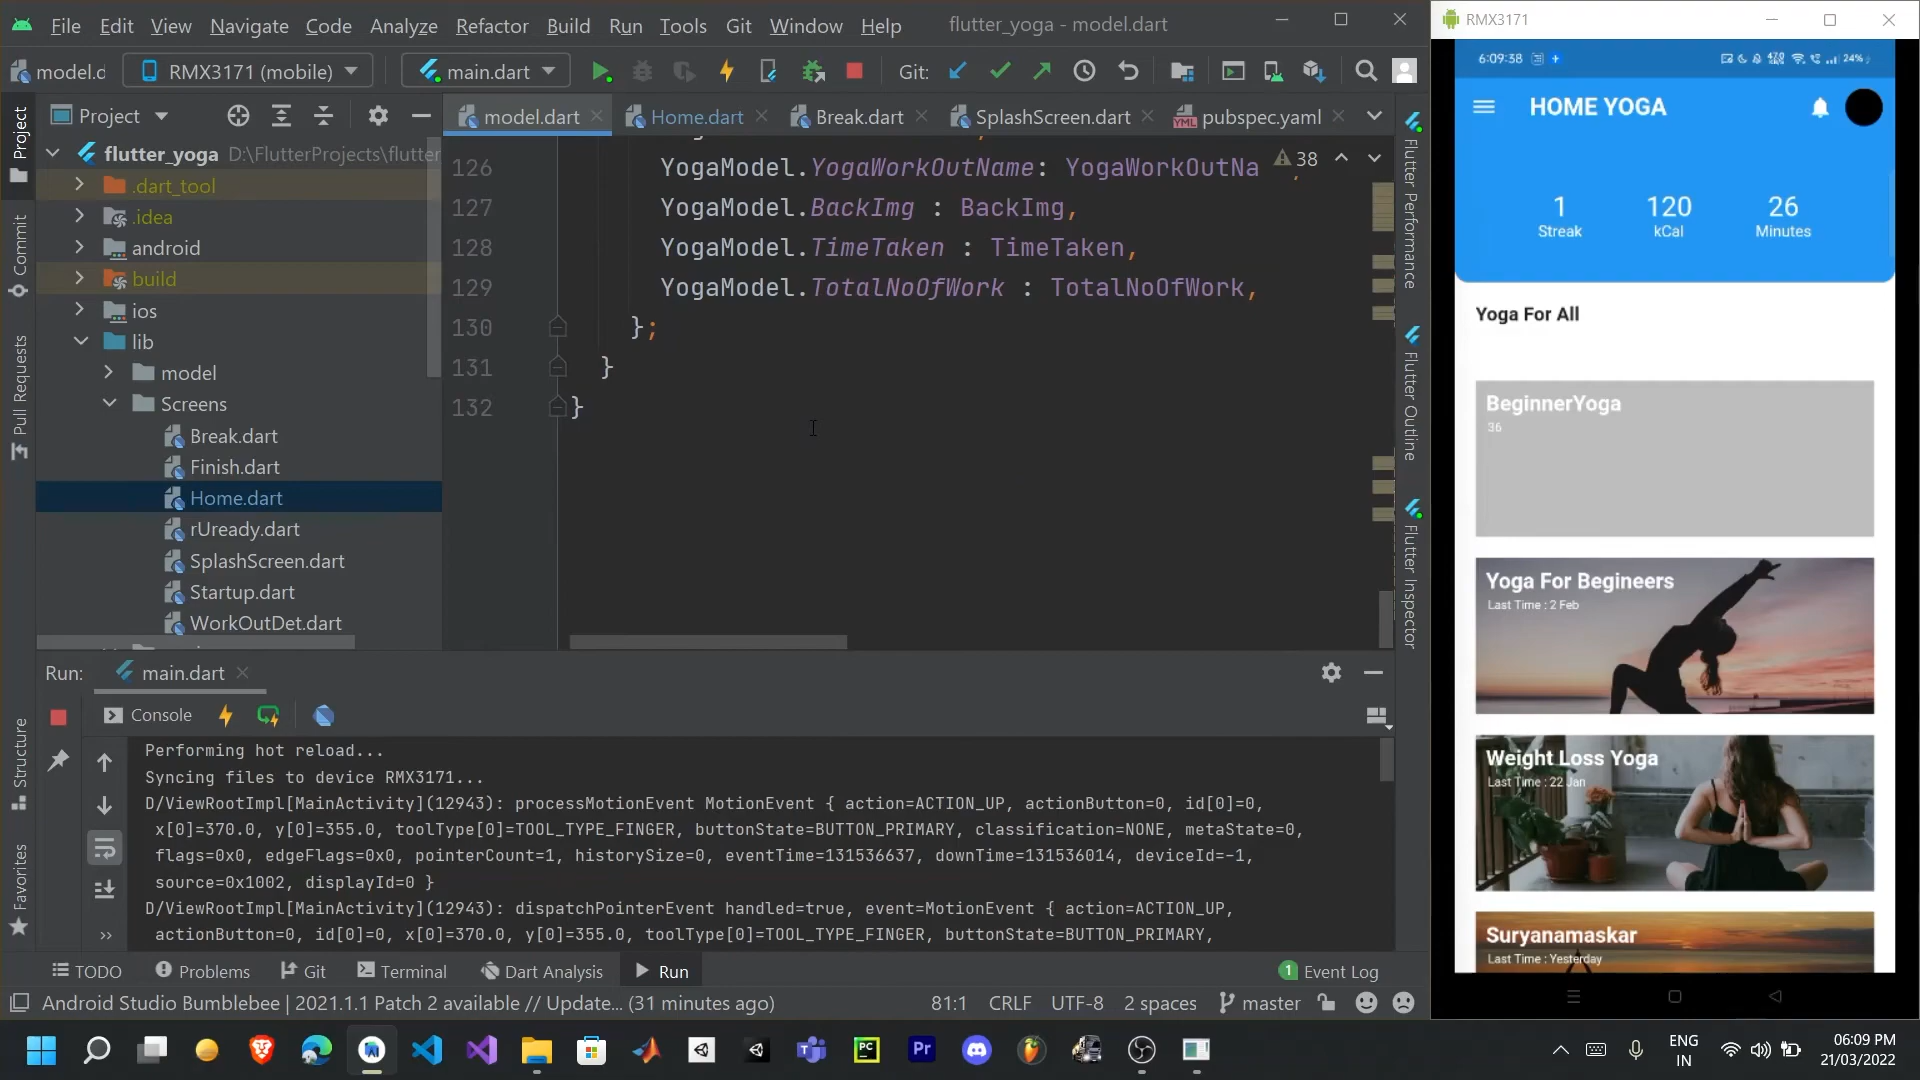 File Edit View Navigate Code Analyze Refactor Build Run Tools Git Window Help flutter_yoga - model.dart
model.d RMX3171 (mobile) main.dart Git:
Project
flutter_yoga D:\FlutterProjects\flutter
.dart_tool
.idea
android
build
ios
lib
model
Screens
Break.dart
Finish.dart
Home.dart
rUready.dart
SplashScreen.dart
Startup.dart
WorkOutDet.dart
Project
Commit
Pull Requests
Structure
Favorites
model.dart Home.dart Break.dart SplashScreen.dart pubspec.yaml
38
126 YogaModel.YogaWorkOutName: YogaWorkOutNa
127 YogaModel.BackImg : BackImg,
128 YogaModel.TimeTaken : TimeTaken,
129 YogaModel.TotalNoOfWork : TotalNoOfWork,
130 };
131 }
132 }
Flutter Performance
Flutter Outline
Flutter Inspector
Run: main.dart
Console
Performing hot reload...
Syncing files to device RMX3171...
D/ViewRootImpl[MainActivity](12943): processMotionEvent MotionEvent { action=ACTION_UP, actionButton=0, id[0]=0,
x[0]=370.0, y[0]=355.0, toolType[0]=TOOL_TYPE_FINGER, buttonState=BUTTON_PRIMARY, classification=NONE, metaState=0,
flags=0x0, edgeFlags=0x0, pointerCount=1, historySize=0, eventTime=131536637, downTime=131536014, deviceId=-1,
source=0x1002, displayId=0 }
D/ViewRootImpl[MainActivity](12943): dispatchPointerEvent handled=true, event=MotionEvent { action=ACTION_UP,
actionButton=0, id[0]=0, x[0]=370.0, y[0]=355.0, toolType[0]=TOOL_TYPE_FINGER, buttonState=BUTTON_PRIMARY,
TODO Problems Git Terminal Dart Analysis Run 1 Event Log
Android Studio Bumblebee | 2021.1.1 Patch 2 available // Update... (31 minutes ago) 81:1 CRLF UTF-8 2 spaces master
RMX3171
6:09:38 24%
HOME YOGA
1 120 26
Streak kCal Minutes
Yoga For All
BeginnerYoga
36
Yoga For Begineers
Last Time : 2 Feb
Weight Loss Yoga
Last Time : 22 Jan
Suryanamaskar
Last Time : Yesterday
PC Pr
ENG
IN
06:09 PM
21/03/2022